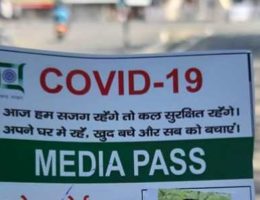 COVID-19
आज हम सजग रहेंगे तो कल सुरक्षित रहेंगे।
अपने घर मे रहें, खुद बचे और सब को बचाएं।
MEDIA PASS